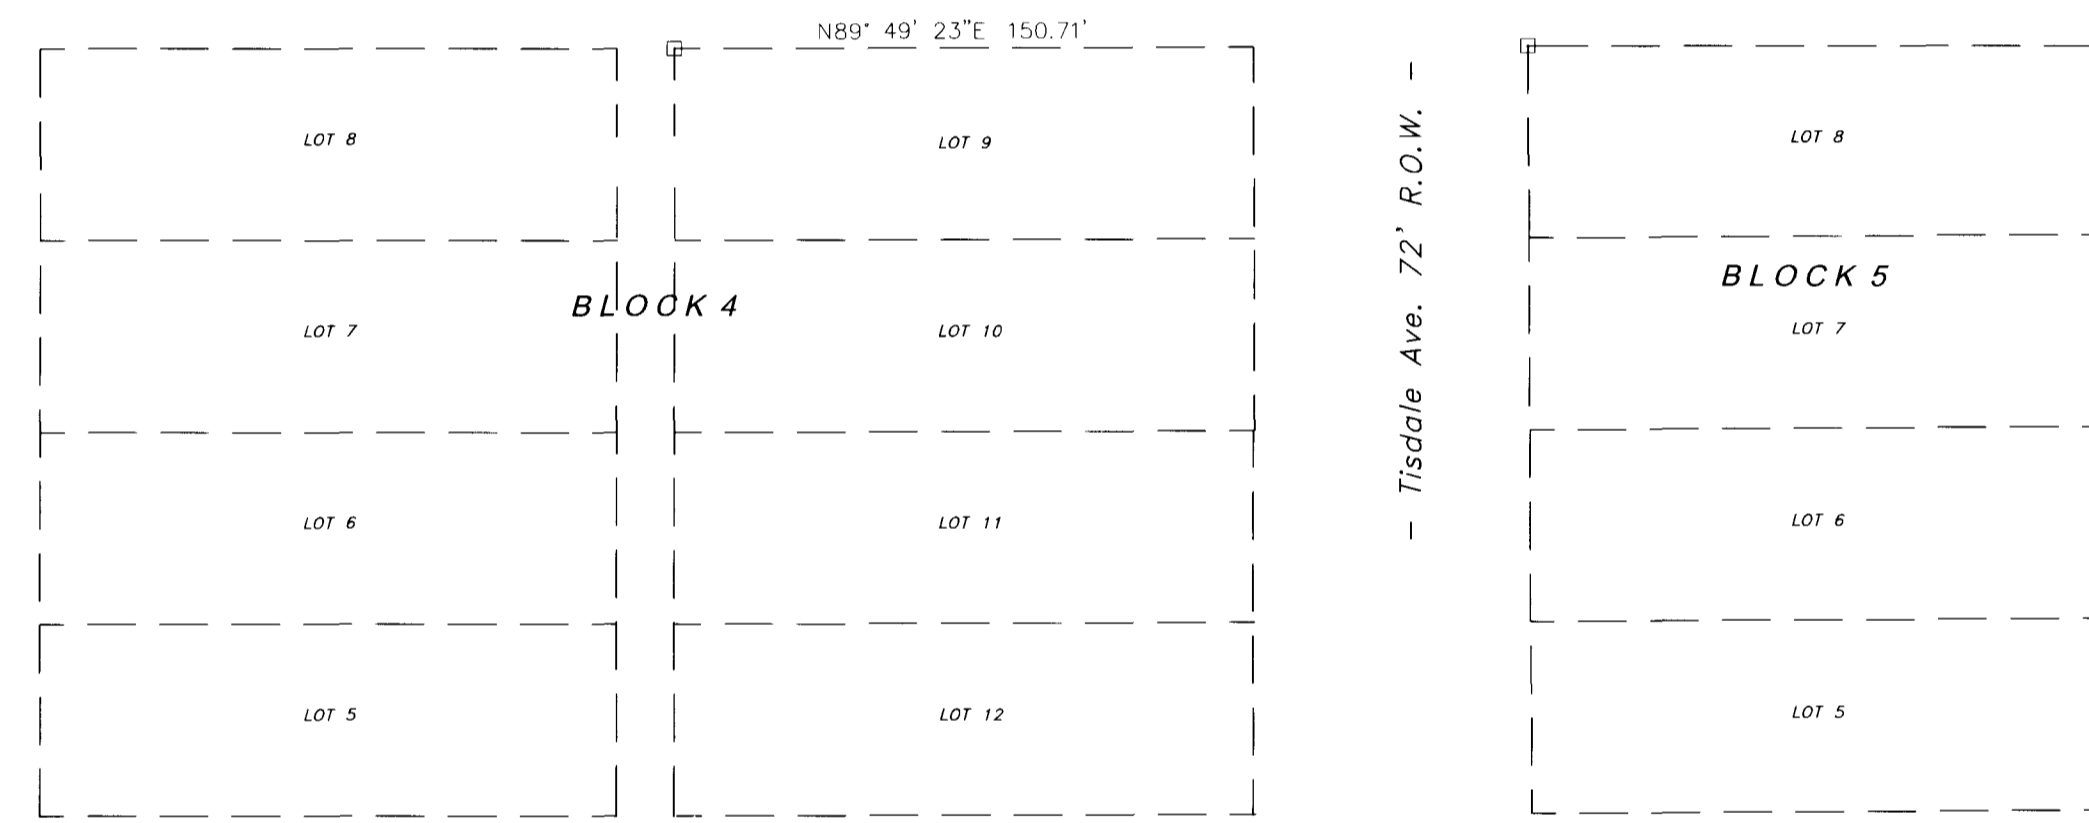 N89° 49' 23"E 150.71'
LOT 8
LOT 9
LOT 8
BLOCK 4
BLOCK 5
LOT 7
LOT 10
LOT 7
- Tisdale Ave. 72' R.O.W. -
LOT 6
LOT 11
LOT 6
LOT 5
LOT 12
LOT 5